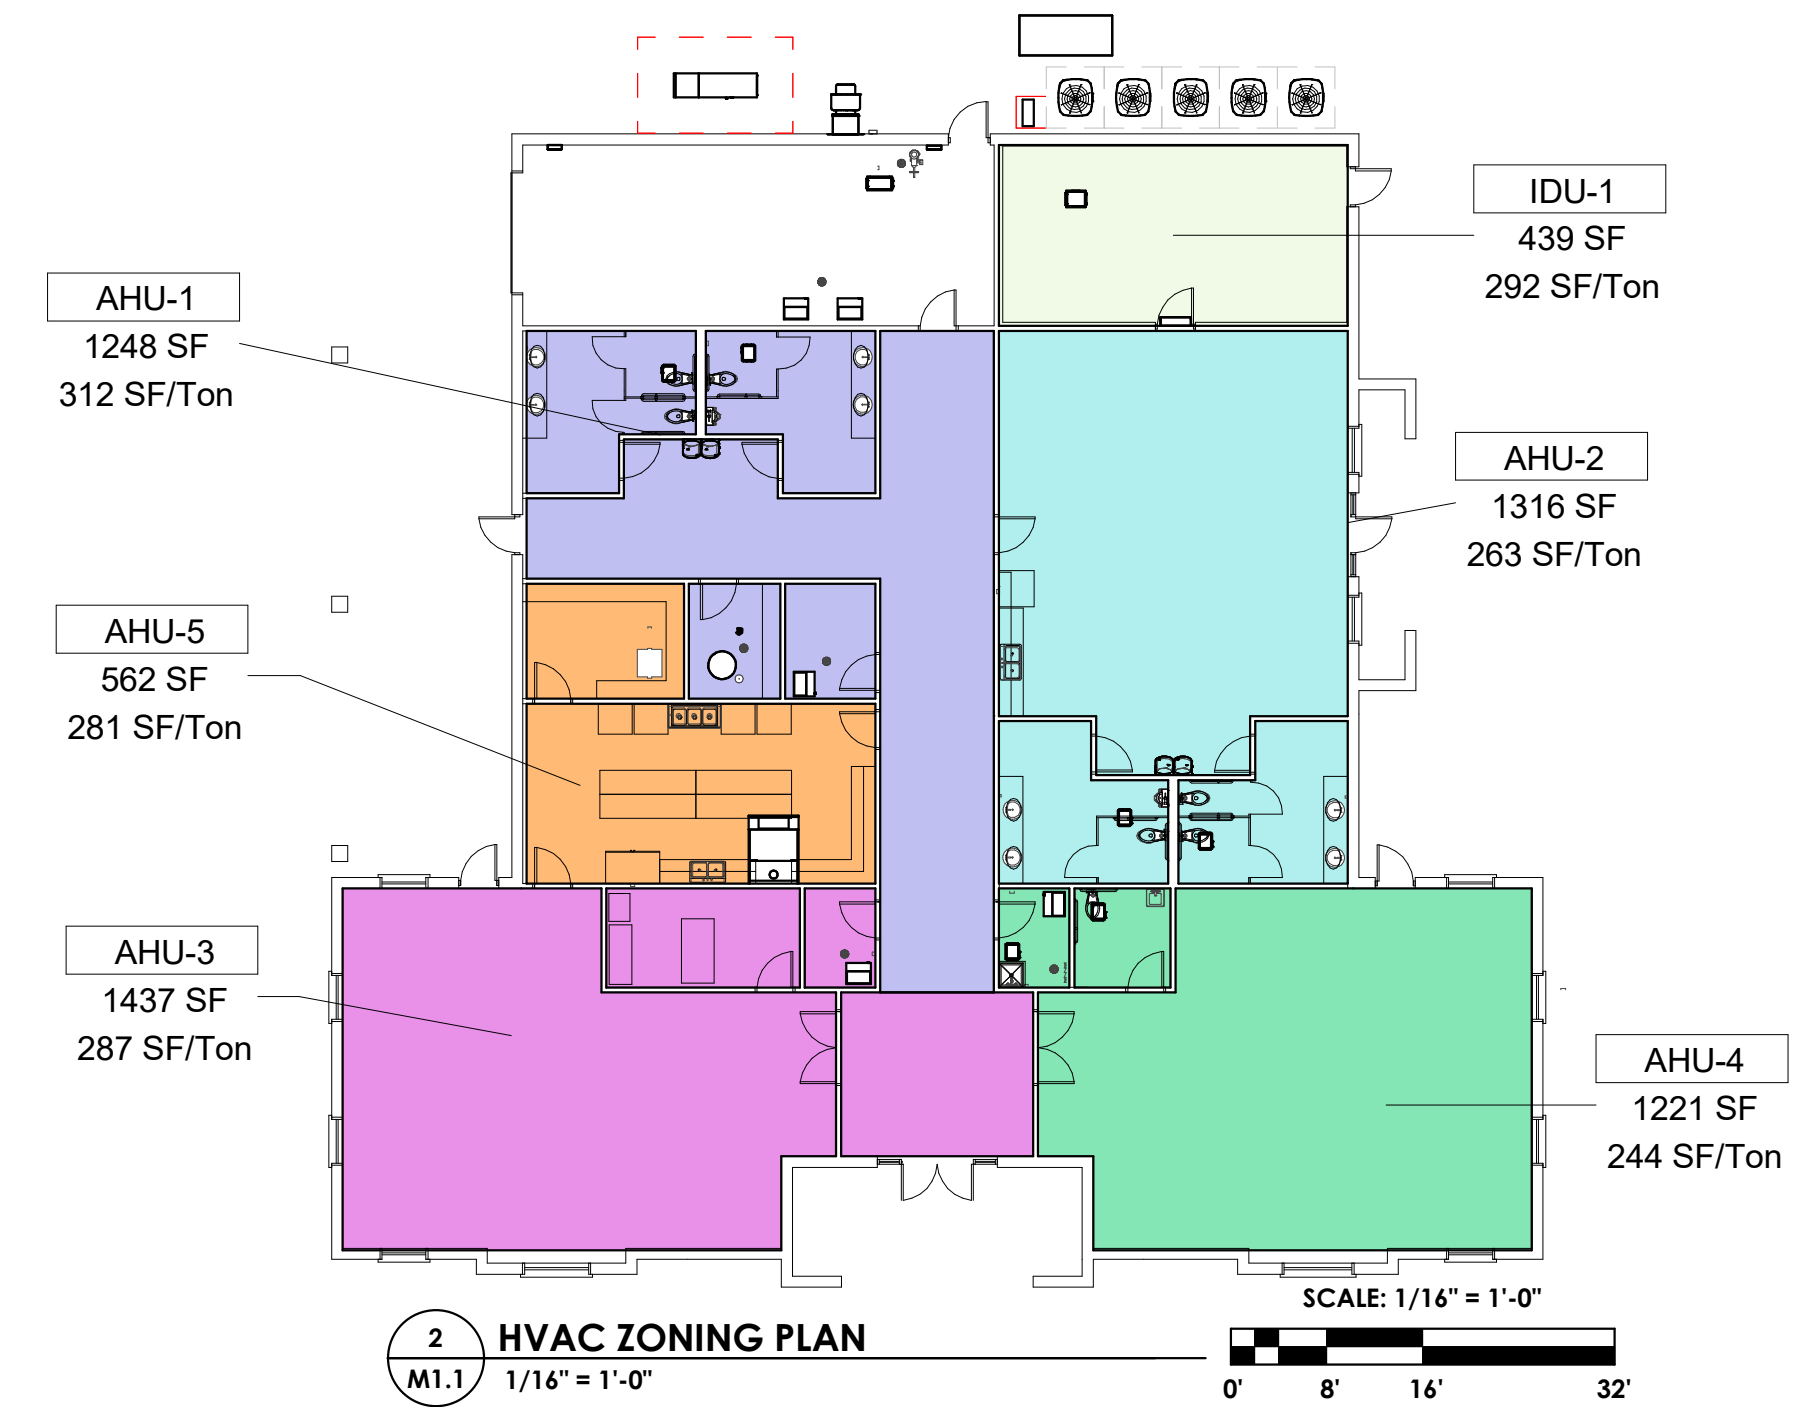 IDU-1
439 SF
292 SF/Ton
AHU-1
1248 SF
312 SF/Ton
AHU-2
1316 SF
263 SF/Ton
AHU-5
562 SF
281 SF/Ton
AHU-3
1437 SF
287 SF/Ton
AHU-4
1221 SF
244 SF/Ton
SCALE: 1/16" = 1'-0"
2
HVAC ZONING PLAN
M1.1
1/16" = 1'-0"
0' 8' 16' 32'